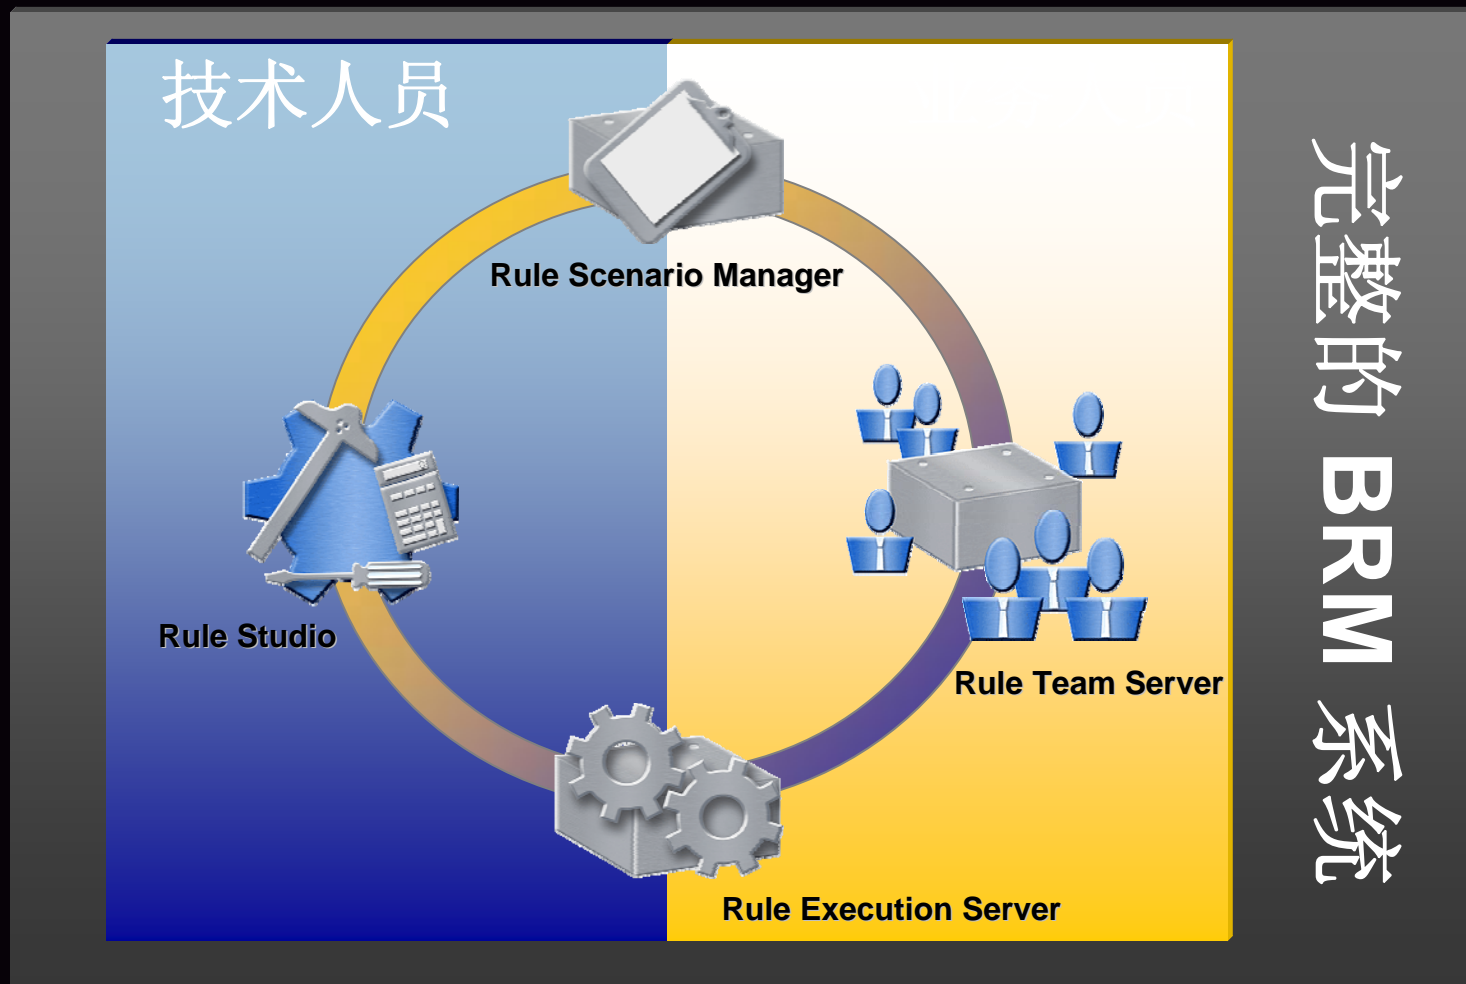 技术人员
Rule Scenario Manager
Rule Studio
Rule Team Server
Rule Execution Server
完整的 BRM 系统